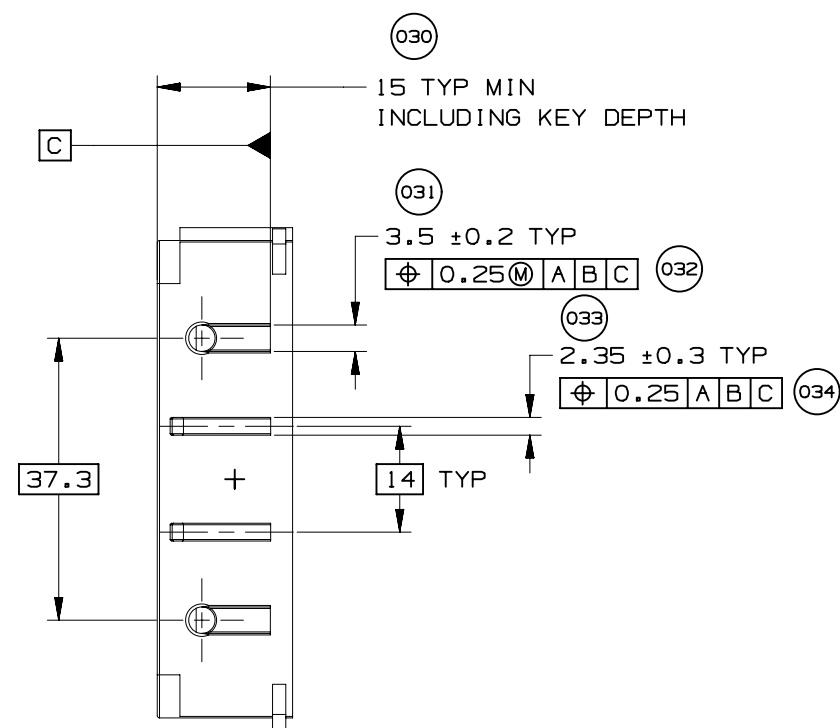 030
15 TYP MIN
INCLUDING KEY DEPTH
C
031
3.5 ±0.2 TYP
⌖ 0.25Ⓜ A B C 032
033
2.35 ±0.3 TYP
⌖ 0.25 A B C 034
37.3
14 TYP